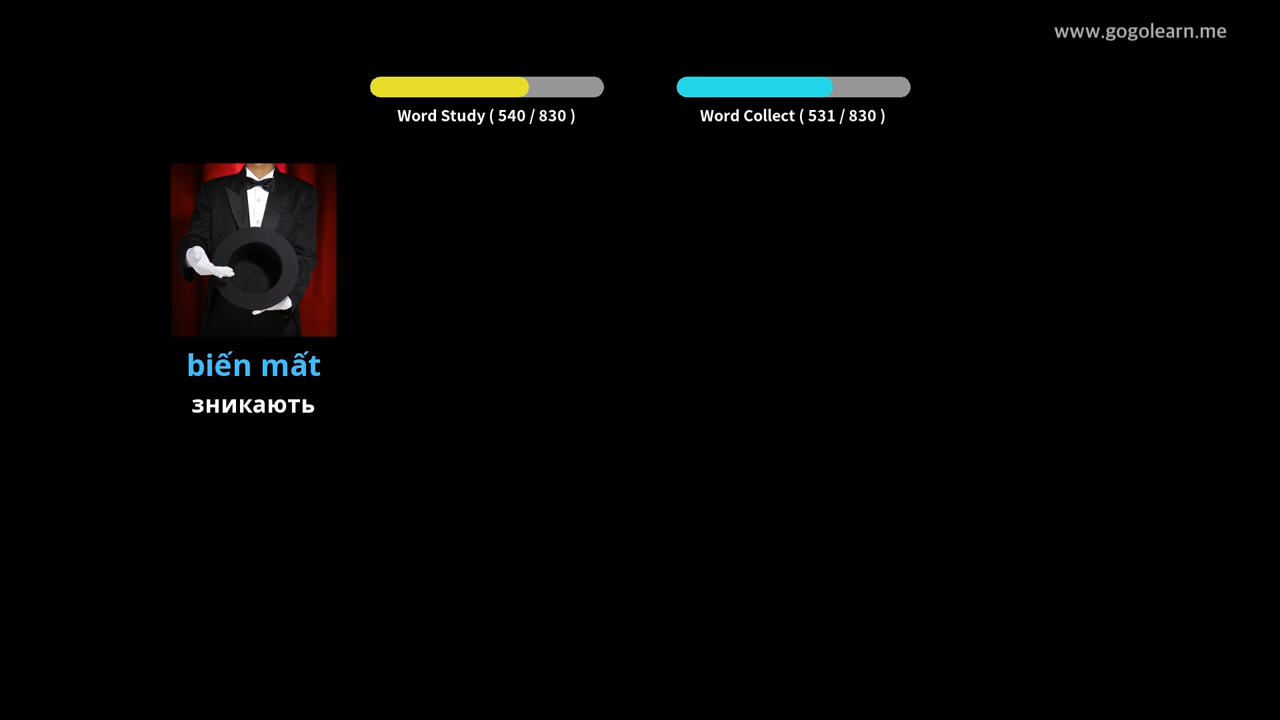 www.gogolearn.me
Word Study ( 540 / 830 )
Word Collect ( 531 / 830 )
biến mất
зникають